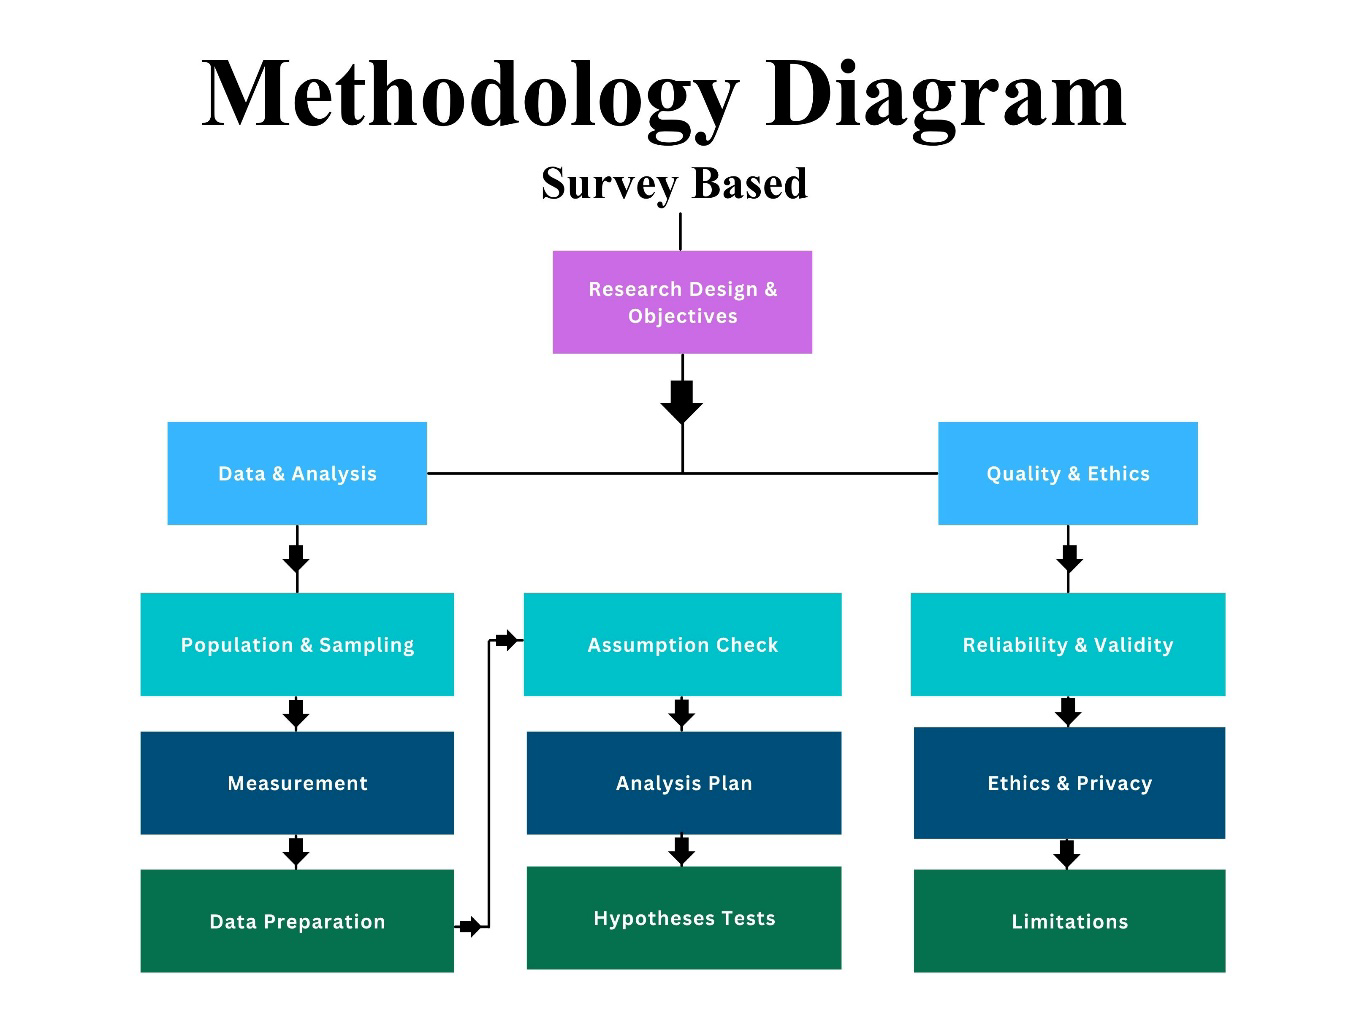 Methodology Diagram
Survey Based
Research Design &
Objectives
Data & Analysis
Quality & Ethics
Population & Sampling
Assumption Check
Reliability & Validity
Measurement
Analysis Plan
Ethics & Privacy
Data Preparation
Hypotheses Tests
Limitations